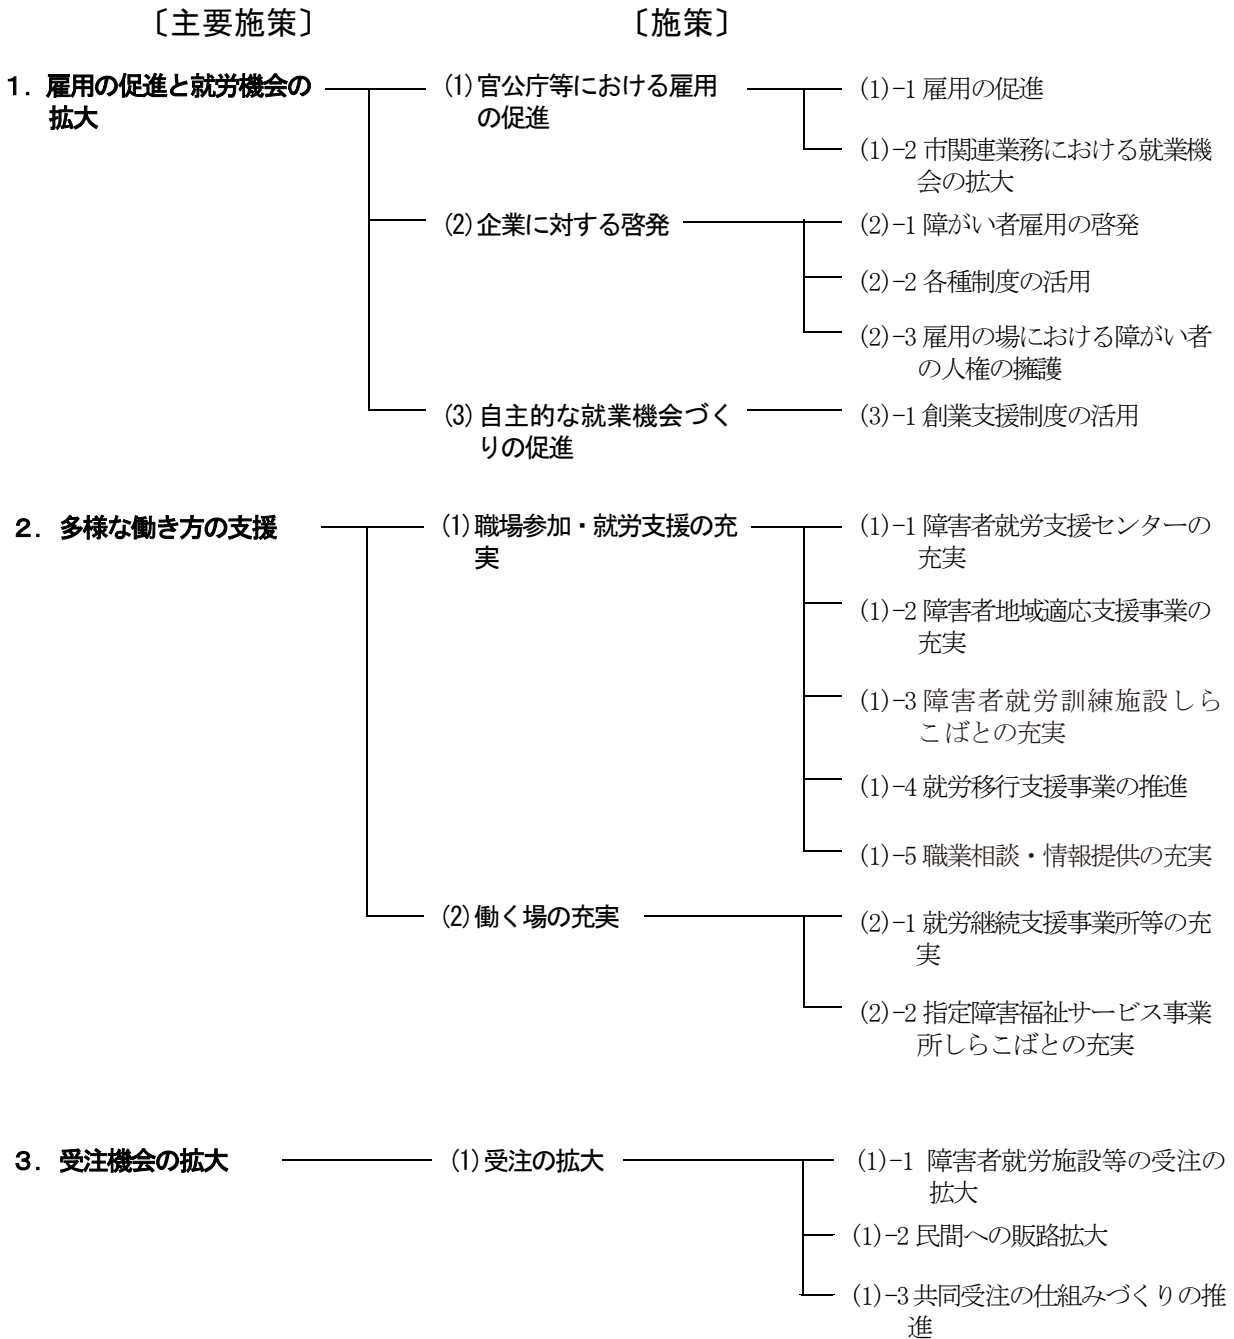 〔主要施策〕 〔施策〕
１．雇用の促進と就労機会の
拡大
(1)官公庁等における雇用
の促進
(1)-1 雇用の促進
(1)-2 市関連業務における就業機
会の拡大
(2)企業に対する啓発
(2)-1 障がい者雇用の啓発
(2)-2 各種制度の活用
(2)-3 雇用の場における障がい者
の人権の擁護
(3)自主的な就業機会づく
りの促進
(3)-1 創業支援制度の活用
２．多様な働き方の支援
(1)職場参加・就労支援の充
実
(1)-1 障害者就労支援センターの
充実
(1)-2 障害者地域適応支援事業の
充実
(1)-3 障害者就労訓練施設しら
こばとの充実
(1)-4 就労移行支援事業の推進
(1)-5 職業相談・情報提供の充実
(2)働く場の充実
(2)-1 就労継続支援事業所等の充
実
(2)-2 指定障害福祉サービス事業
所しらこばとの充実
３．受注機会の拡大
(1)受注の拡大
(1)-1 障害者就労施設等の受注の
拡大
(1)-2 民間への販路拡大
(1)-3 共同受注の仕組みづくりの推
進